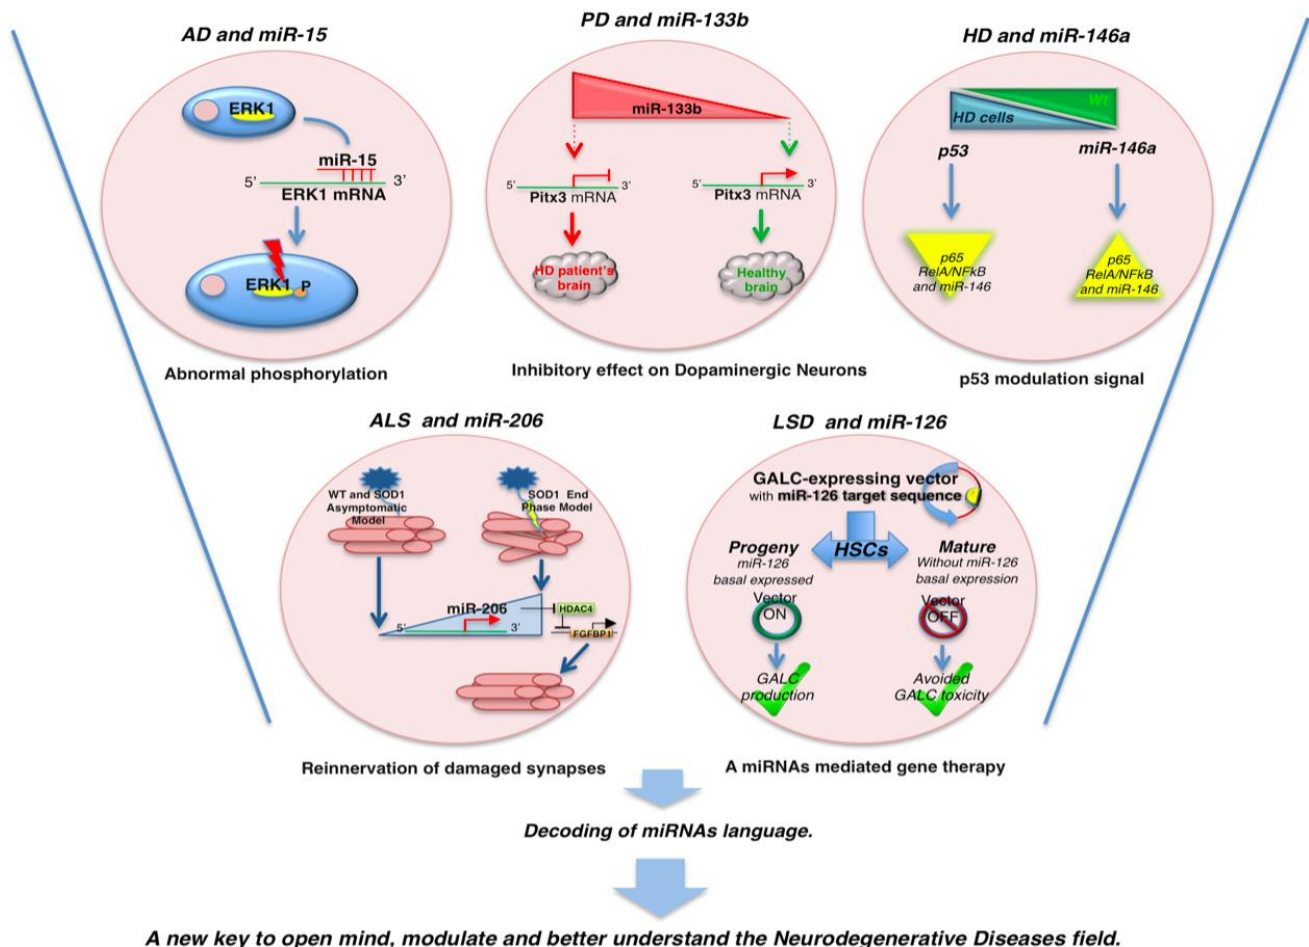 AD and miR-15
ERK1
miR-15
5’ 3’
ERK1 mRNA
ERK1 P
Abnormal phosphorylation
PD and miR-133b
miR-133b
5’ 3’
Pitx3 mRNA
HD patient's
brain
5’ 3’
Pitx3 mRNA
Healthy
brain
Inhibitory effect on Dopaminergic Neurons
HD and miR-146a
wt
HD cells
p53
miR-146a
p65
RelA/NFkB
and miR-146
p65
RelA/NFkB
and miR-146
p53 modulation signal
ALS and miR-206
WT and SOD1
Asymptomatic
Model
SOD1 End
Phase Model
miR-206
HDAC4
5’ 3’
FGFBP1
Reinnervation of damaged synapses
LSD and miR-126
GALC-expressing vector
with miR-126 target sequence
HSCs
Progeny
miR-126
basal expressed
Vector
ON
GALC
production
Mature
Without miR-126
basal expression
Vector
OFF
Avoided
GALC toxicity
A miRNAs mediated gene therapy
Decoding of miRNAs language.
A new key to open mind, modulate and better understand the Neurodegenerative Diseases field.